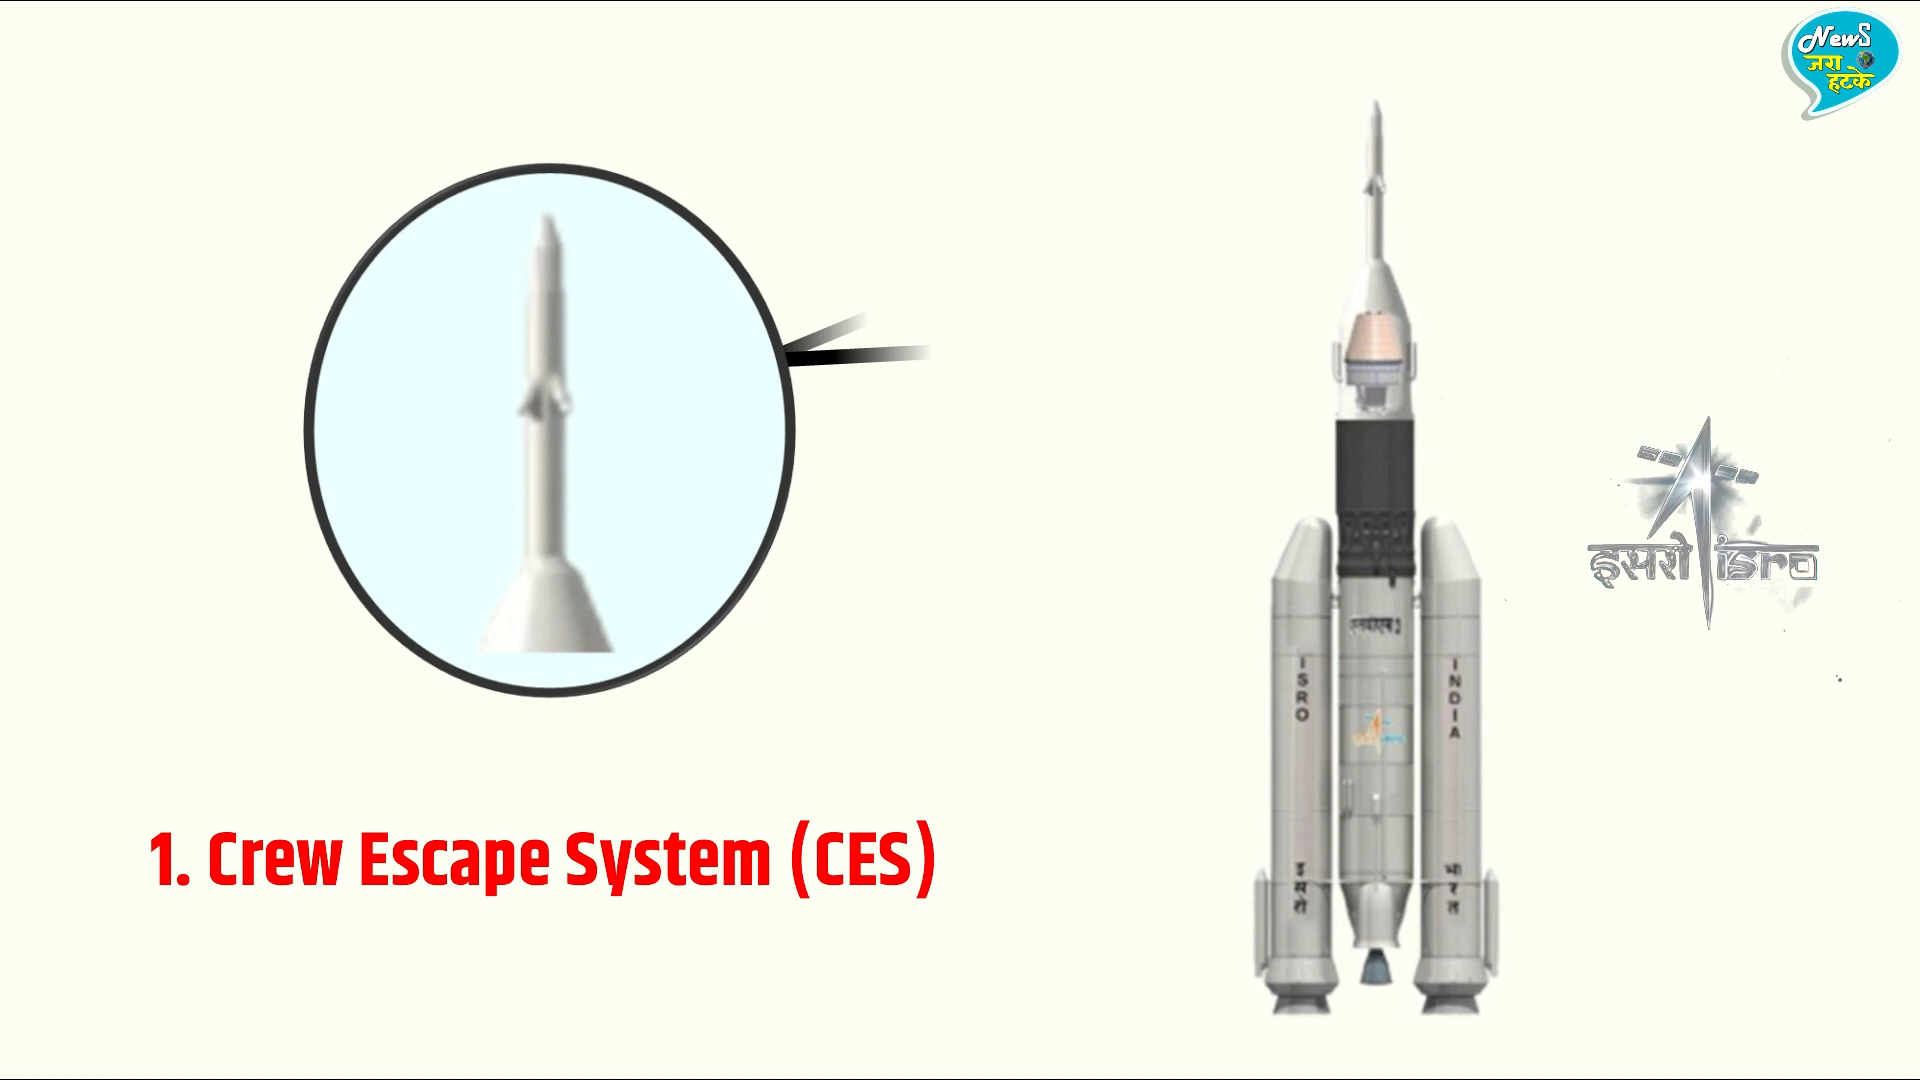 NewS
जरा
हटके
इसरो isro
ISRO
INDIA
इसरो
भारत
1. Crew Escape System (CES)